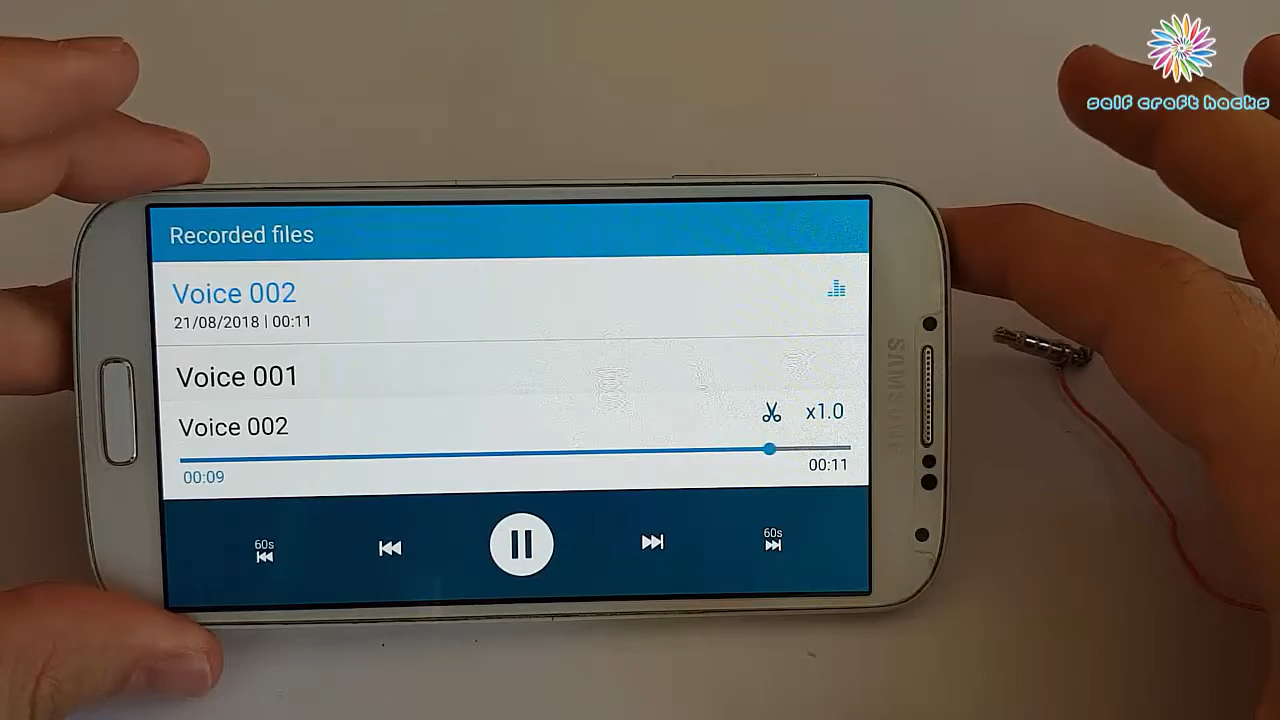 self craft hacks
Recorded files
Voice 002
21/08/2018 | 00:11
Voice 001
Voice 002
x1.0
00:09
00:11
60s
60s
SAMSUNG